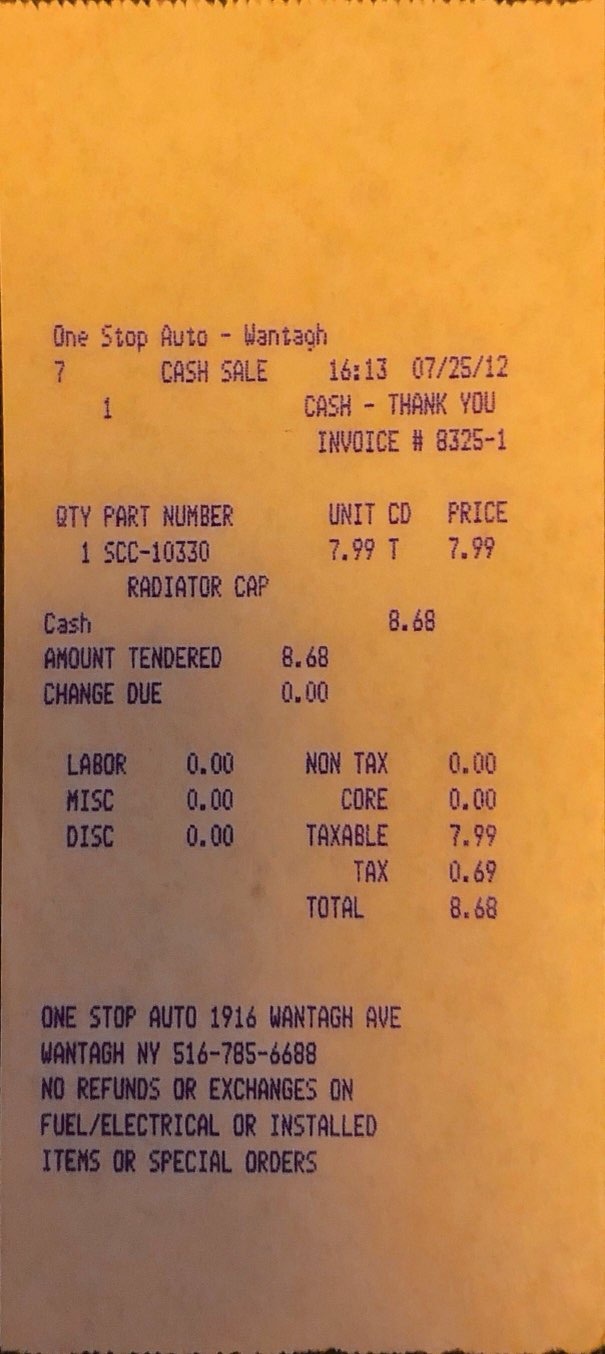 One Stop Auto - Wantagh
7 CASH SALE 16:13 07/25/12
1 CASH - THANK YOU
INVOICE # 8325-1
QTY PART NUMBER UNIT CD PRICE
1 SCC-10330 7.99 T 7.99
RADIATOR CAP
Cash 8.68
AMOUNT TENDERED 8.68
CHANGE DUE 0.00
LABOR 0.00 NON TAX 0.00
MISC 0.00 CORE 0.00
DISC 0.00 TAXABLE 7.99
TAX 0.69
TOTAL 8.68
ONE STOP AUTO 1916 WANTAGH AVE
WANTAGH NY 516-785-6688
NO REFUNDS OR EXCHANGES ON
FUEL/ELECTRICAL OR INSTALLED
ITEMS OR SPECIAL ORDERS